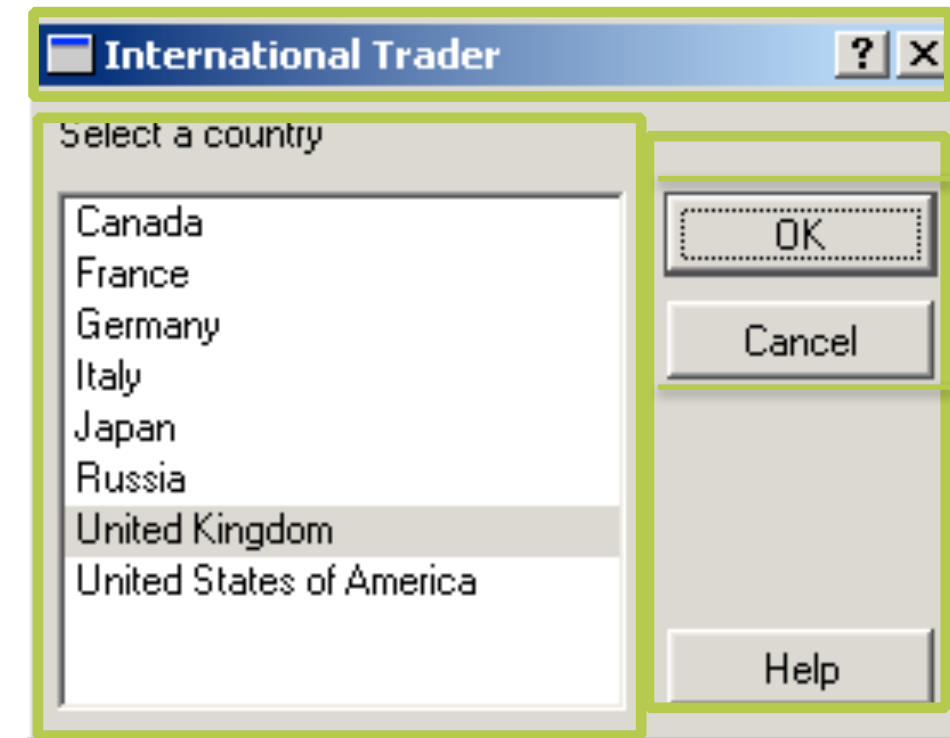 International Trader
Select a country
Canada
France
Germany
Italy
Japan
Russia
United Kingdom
United States of America
OK
Cancel
Help